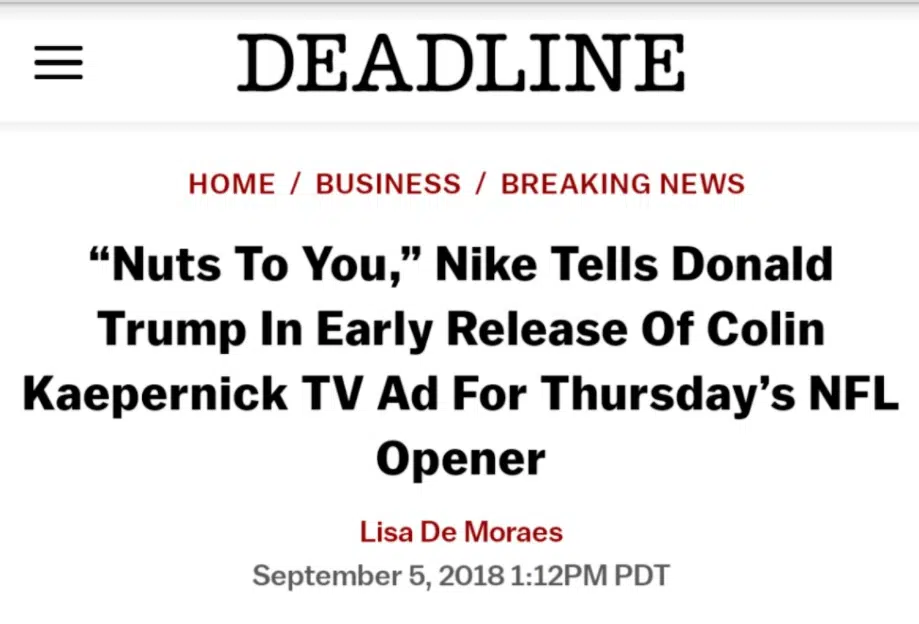 DEADLINE
HOME / BUSINESS / BREAKING NEWS
“Nuts To You,” Nike Tells Donald
Trump In Early Release Of Colin
Kaepernick TV Ad For Thursday’s NFL
Opener
Lisa De Moraes
September 5, 2018 1:12PM PDT